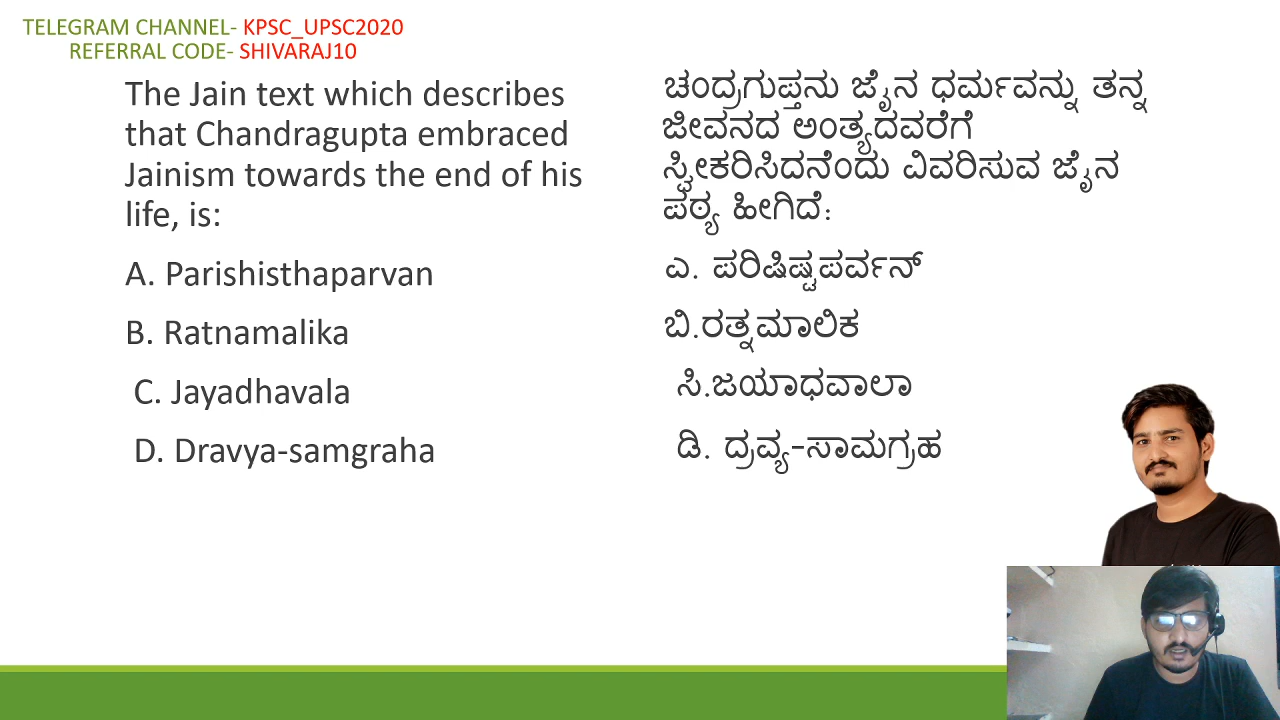 TELEGRAM CHANNEL- KPSC_UPSC2020
REFERRAL CODE- SHIVARAJ10
The Jain text which describes
that Chandragupta embraced
Jainism towards the end of his
life, is:
A. Parishisthaparvan
B. Ratnamalika
C. Jayadhavala
D. Dravya-samgraha
ಚಂದ್ರಗುಪ್ತನು ಜೈನ ಧರ್ಮವನ್ನು ತನ್ನ
ಜೀವನದ ಅಂತ್ಯದವರೆಗೆ
ಸ್ವೀಕರಿಸಿದನೆಂದು ವಿವರಿಸುವ ಜೈನ
ಪಠ್ಯ ಹೀಗಿದೆ:
ಎ. ಪರಿಷಿಷ್ಟಪರ್ವನ್
ಬಿ.ರತ್ನಮಾಲಿಕ
ಸಿ.ಜಯಾಧವಾಲಾ
ಡಿ. ದ್ರವ್ಯ-ಸಾಮಗ್ರಹ